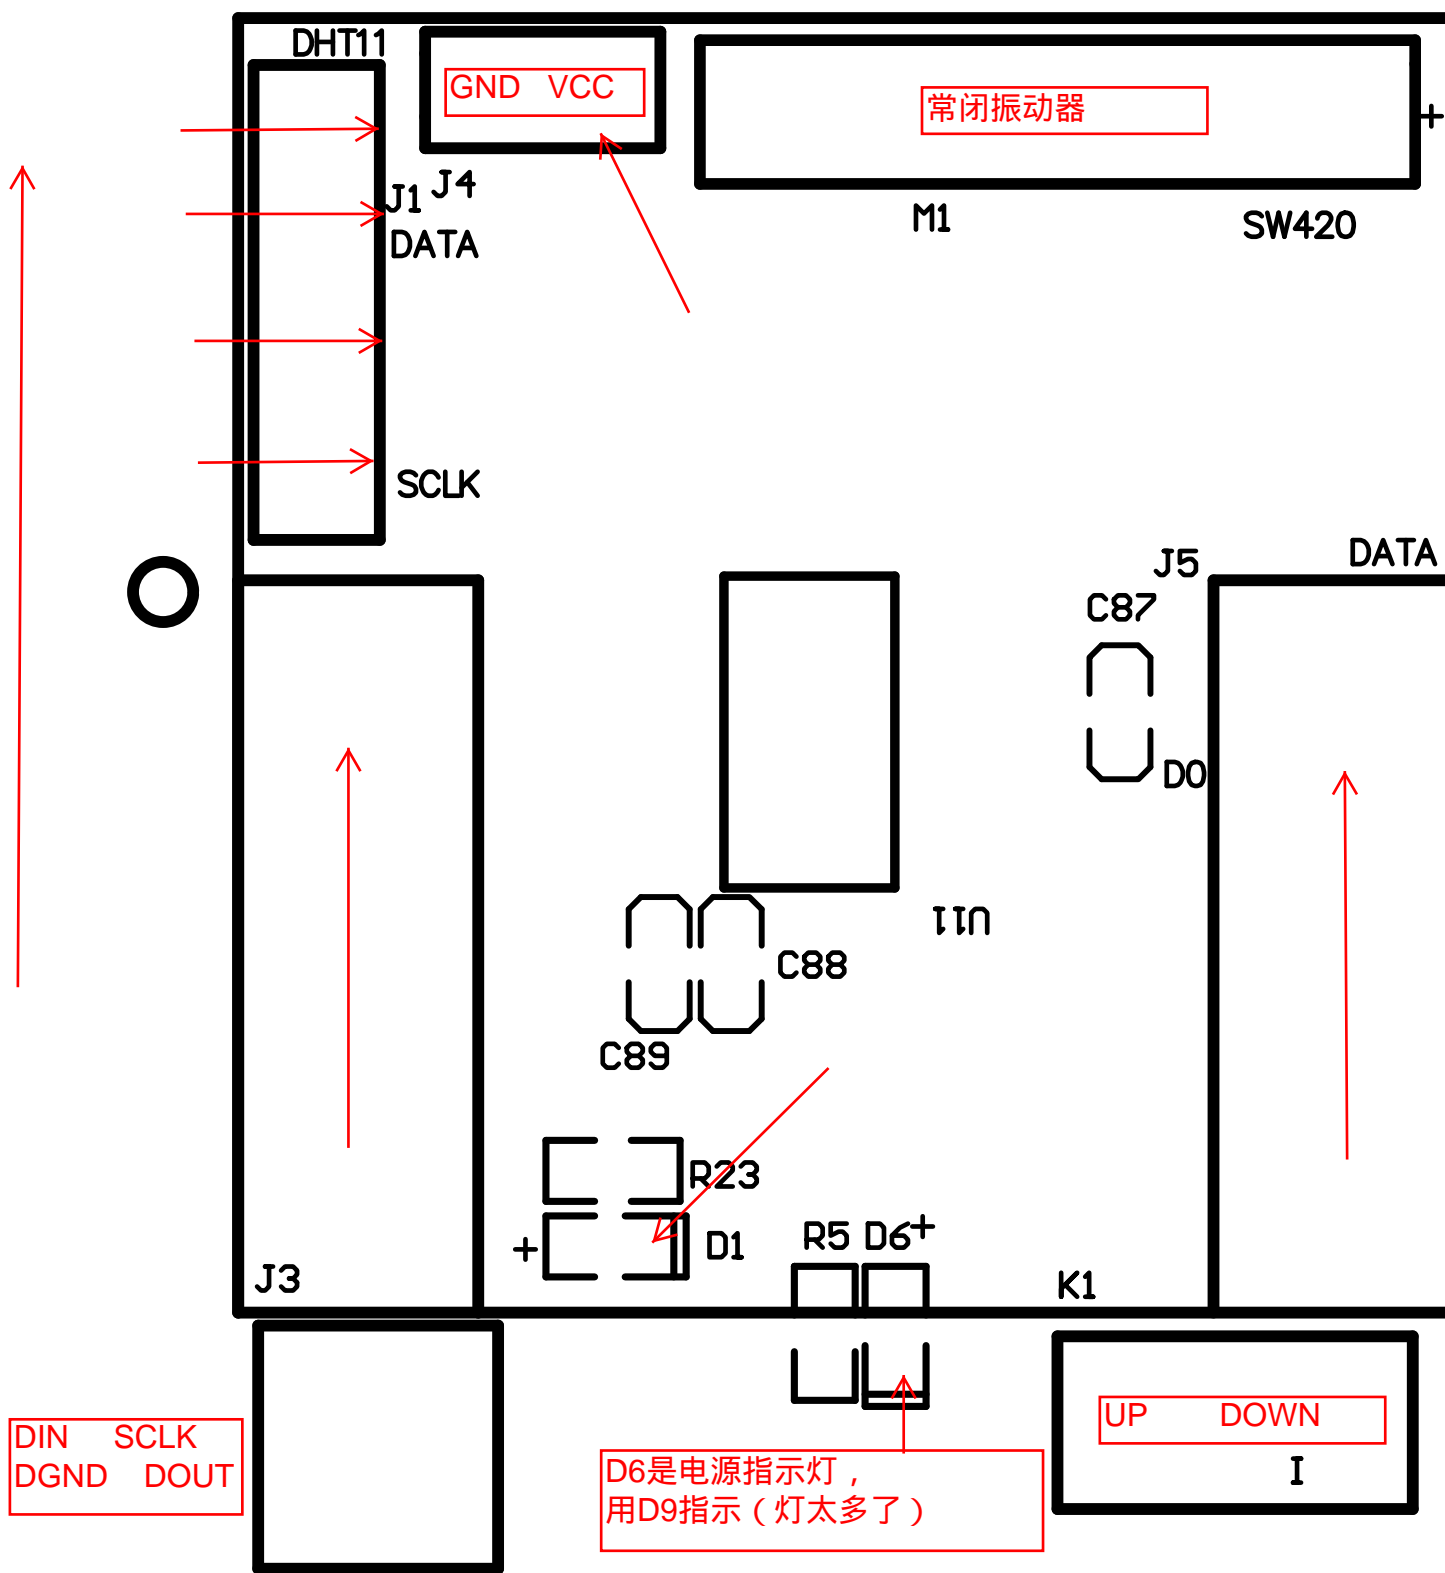 DHT11
GND VCC
常闭振动器
+
J1
J4
DATA
M1
SW420
SCLK
J5
DATA
C87
D0
U11
C88
C89
R23
+
D1
R5
D6
+
J3
K1
UP DOWN
I
DIN SCLK
DGND DOUT
D6是电源指示灯，
用D9指示（灯太多了）